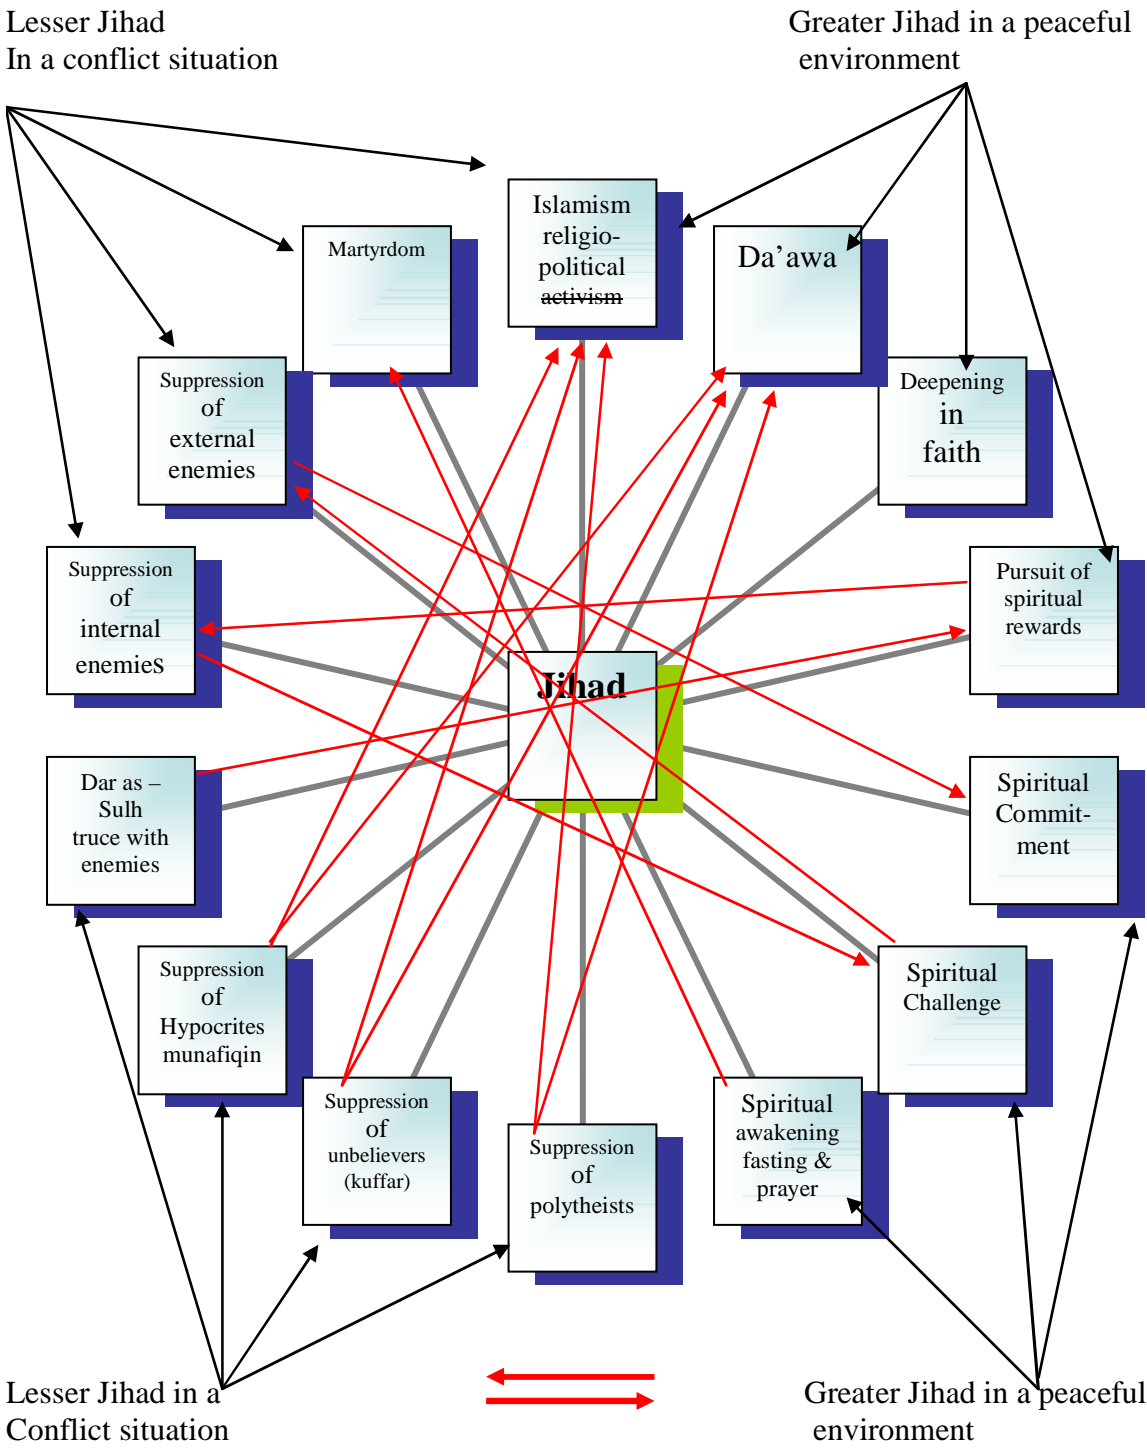 Lesser Jihad
In a conflict situation
Greater Jihad in a peaceful
environment
Islamism
religio-
political
activism
Martyrdom
Da’awa
Suppression
of
external
enemies
Deepening
in
faith
Suppression
of
internal
enemies
Pursuit of
spiritual
rewards
Jihad
Dar as –
Sulh
truce with
enemies
Spiritual
Commit-
ment
Suppression
of
Hypocrites
munafiqin
Spiritual
Challenge
Suppression
of
unbelievers
(kuffar)
Suppression
of
polytheists
Spiritual
awakening
fasting &
prayer
Lesser Jihad in a
Conflict situation
Greater Jihad in a peaceful
environment